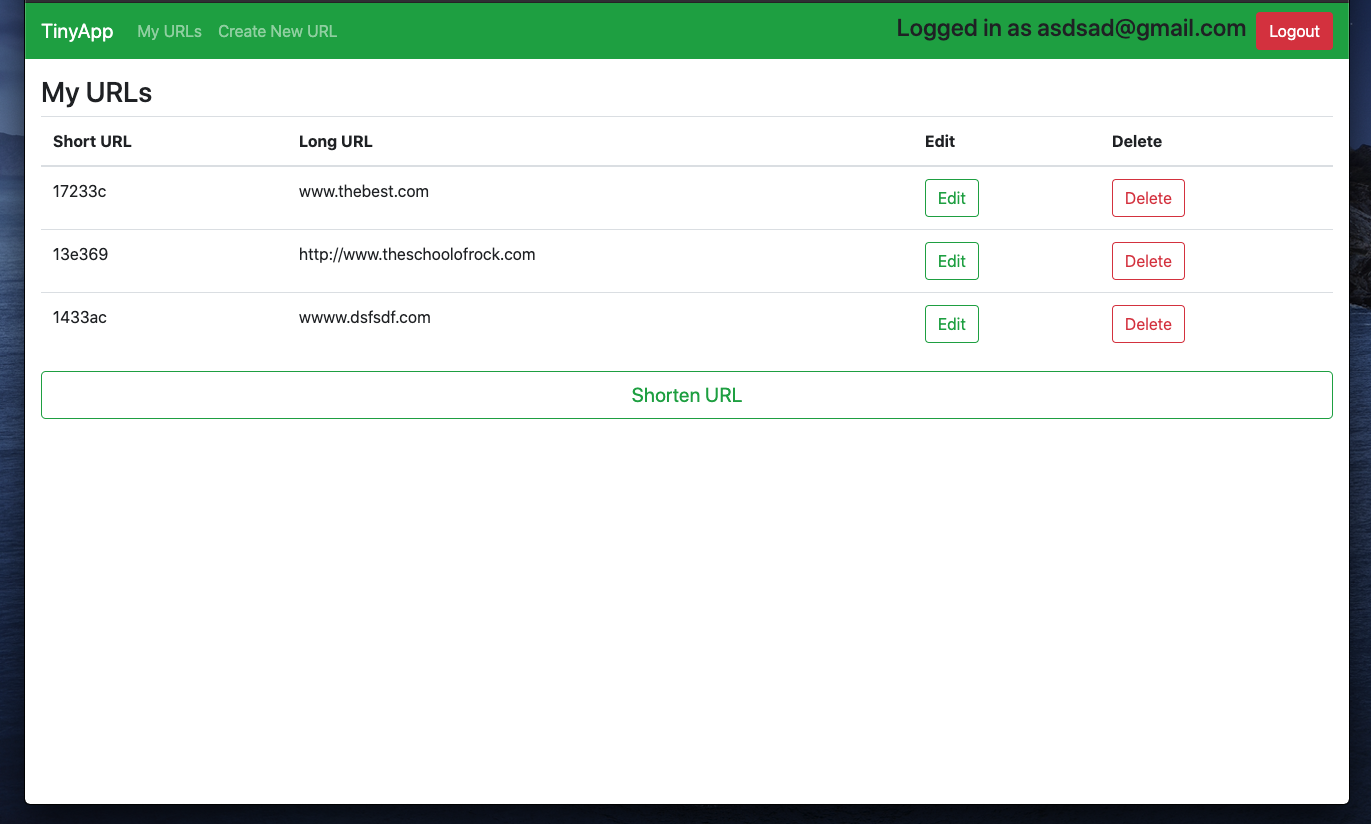 TinyApp My URLs Create New URL Logged in as asdsad@gmail.com Logout
My URLs
Short URL Long URL Edit Delete
17233c www.thebest.com Edit Delete
13e369 http://www.theschoolofrock.com Edit Delete
1433ac wwww.dsfsdf.com Edit Delete
Shorten URL